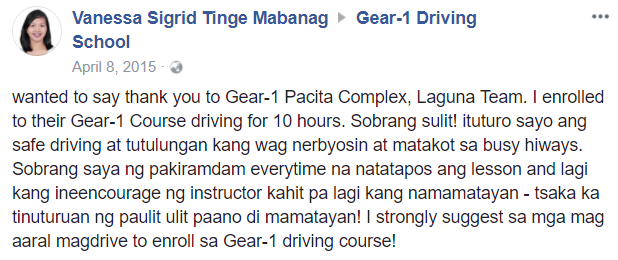 Vanessa Sigrid Tinge Mabanag ▶ Gear-1 Driving
School
April 8, 2015 ·
wanted to say thank you to Gear-1 Pacita Complex, Laguna Team. I enrolled
to their Gear-1 Course driving for 10 hours. Sobrang sulit! ituturo sayo ang
safe driving at tutulungan kang wag nerbyosin at matakot sa busy hiways.
Sobrang saya ng pakiramdam everytime na natatapos ang lesson and lagi
kang ineencourage ng instructor kahit pa lagi kang namamatayan - tsaka ka
tinuturuan ng paulit ulit paano di mamatayan! I strongly suggest sa mga mag
aaral magdrive to enroll sa Gear-1 driving course!